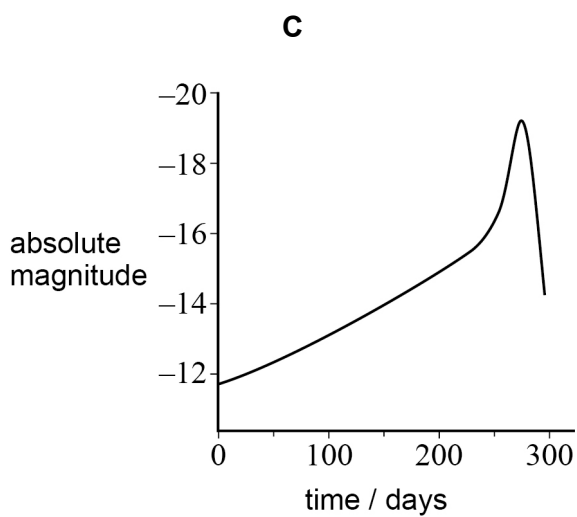 C
–20
–18
–16
–14
–12
absolute
magnitude
0 100 200 300
time / days